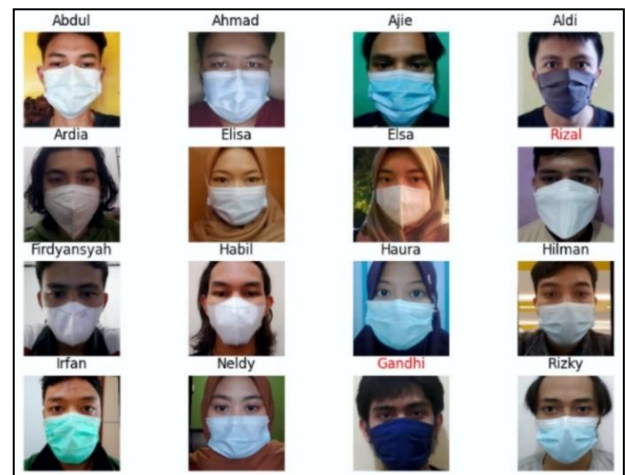 Abdul Ahmad Ajie Aldi
Ardia Elisa Elsa Rizal
Firdyansyah Habil Haura Hilman
Irfan Neldy Gandhi Rizky